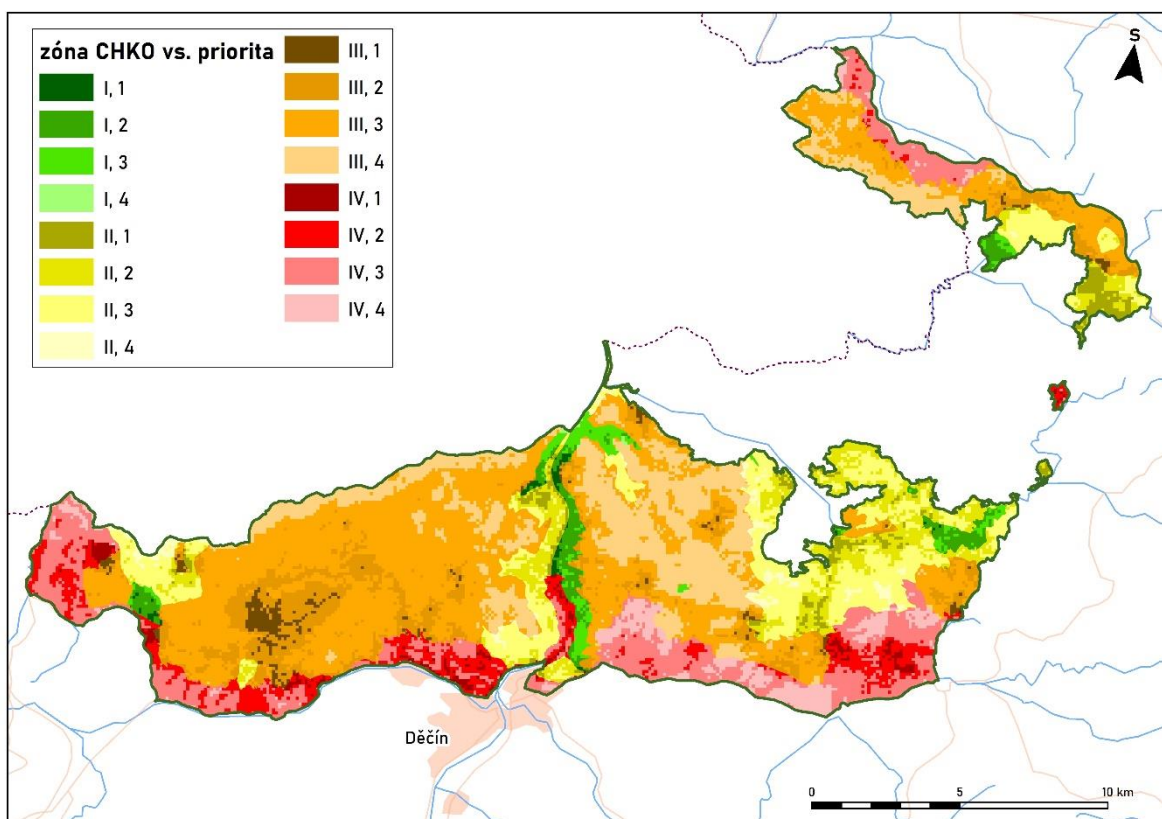 zóna CHKO vs. priorita
I, 1
I, 2
I, 3
I, 4
II, 1
II, 2
II, 3
II, 4
III, 1
III, 2
III, 3
III, 4
IV, 1
IV, 2
IV, 3
IV, 4
S
Děčín
0 5 10 km